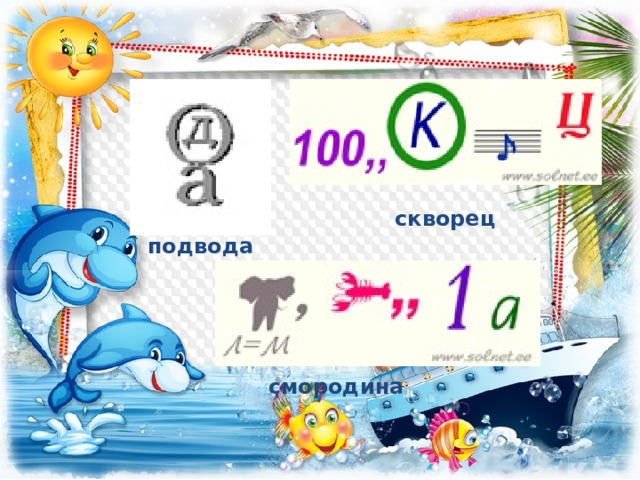 д
а
100,, К ц
www.solnet.ee
скворец
подвода
, ,, 1 а
л=м
www.solnet.ee
смородина